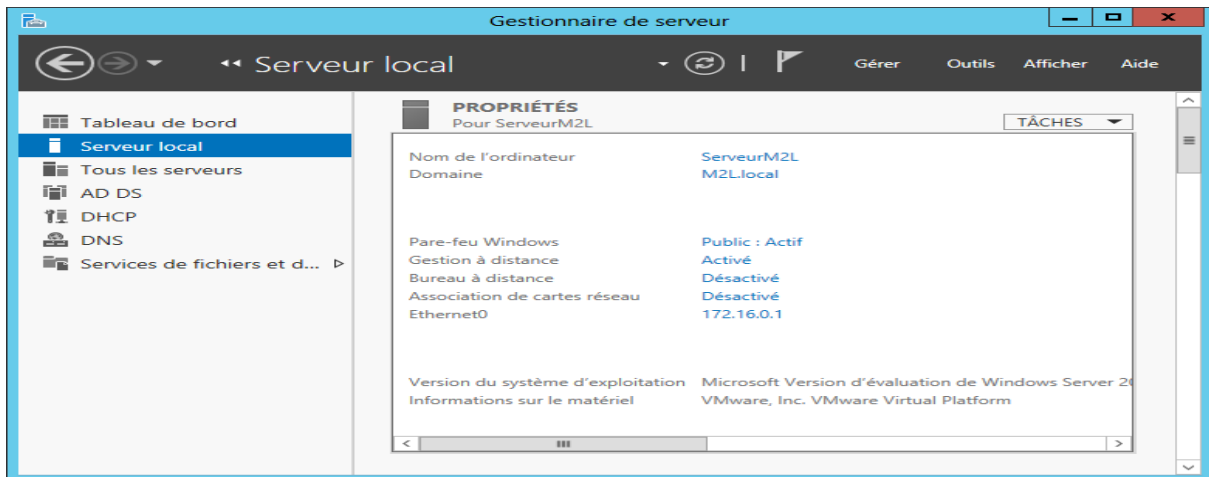 Gestionnaire de serveur
Serveur local
Gérer Outils Afficher Aide
Tableau de bord
Serveur local
Tous les serveurs
AD DS
DHCP
DNS
Services de fichiers et d...
PROPRIÉTÉS
Pour ServeurM2L
TÂCHES
Nom de l'ordinateur ServeurM2L
Domaine M2L.local
Pare-feu Windows Public : Actif
Gestion à distance Activé
Bureau à distance Désactivé
Association de cartes réseau Désactivé
Ethernet0 172.16.0.1
Version du système d'exploitation Microsoft Version d'évaluation de Windows Server
Informations sur le matériel VMware, Inc. VMware Virtual Platform